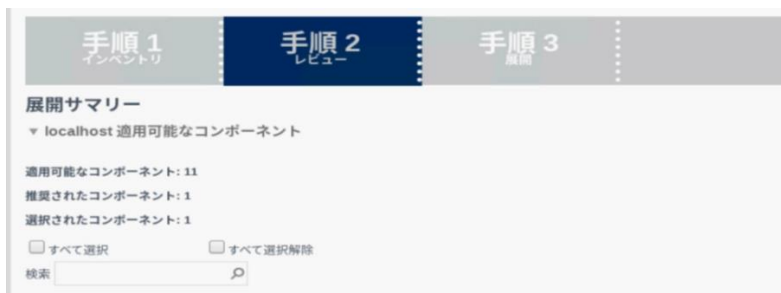 手順 1 手順 2 手順 3
インベントリ レビュー 展開
展開サマリー
▼ localhost 適用可能なコンポーネント
適用可能なコンポーネント: 11
推奨されたコンポーネント: 1
選択されたコンポーネント: 1
すべて選択 すべて選択解除
検索